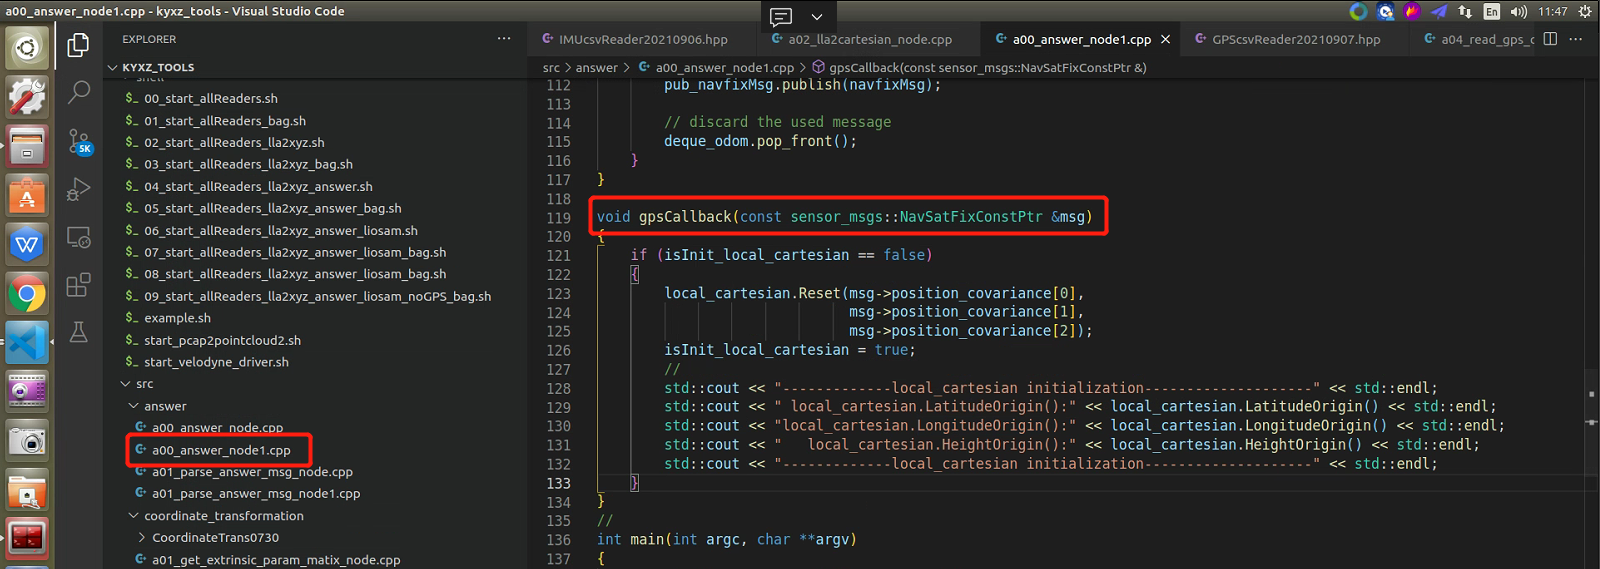 a00_answer_node1.cpp - kyxz_tools - Visual Studio Code
En
11:47
EXPLORER
KYXZ_TOOLS
shell
00_start_allReaders.sh
01_start_allReaders_bag.sh
02_start_allReaders_lla2xyz.sh
03_start_allReaders_lla2xyz_bag.sh
04_start_allReaders_lla2xyz_answer.sh
05_start_allReaders_lla2xyz_answer_bag.sh
06_start_allReaders_lla2xyz_answer_liosam.sh
07_start_allReaders_lla2xyz_answer_liosam_bag.sh
08_start_allReaders_lla2xyz_answer_liosam_bag.sh
09_start_allReaders_lla2xyz_answer_liosam_noGPS_bag.sh
example.sh
start_pcap2pointcloud2.sh
start_velodyne_driver.sh
src
answer
a00_answer_node.cpp
a00_answer_node1.cpp
a01_parse_answer_msg_node.cpp
a01_parse_answer_msg_node1.cpp
coordinate_transformation
CoordinateTrans0730
a01_get_extrinsic_param_matix_node.cpp
5K
IMUcsvReader20210906.hpp
a02_lla2cartesian_node.cpp
a00_answer_node1.cpp
GPScsvReader20210907.hpp
a04_read_gps_c
src > answer > a00_answer_node1.cpp > gpsCallback(const sensor_msgs::NavSatFixConstPtr &)
112 pub_navfixMsg.publish(navfixMsg);
113
114 // discard the used message
115 deque_odom.pop_front();
116 }
117 }
118
119 void gpsCallback(const sensor_msgs::NavSatFixConstPtr &msg)
120 {
121 if (isInit_local_cartesian == false)
122 {
123 local_cartesian.Reset(msg->position_covariance[0],
124 msg->position_covariance[1],
125 msg->position_covariance[2]);
126 isInit_local_cartesian = true;
127 //
128 std::cout << "-------------local_cartesian initialization--------------------" << std::endl;
129 std::cout << " local_cartesian.LatitudeOrigin():" << local_cartesian.LatitudeOrigin() << std::endl;
130 std::cout << "local_cartesian.LongitudeOrigin():" << local_cartesian.LongitudeOrigin() << std::endl;
131 std::cout << "   local_cartesian.HeightOrigin():" << local_cartesian.HeightOrigin() << std::endl;
132 std::cout << "-------------local_cartesian initialization--------------------" << std::endl;
133 }
134 }
135 //
136 int main(int argc, char **argv)
137 {